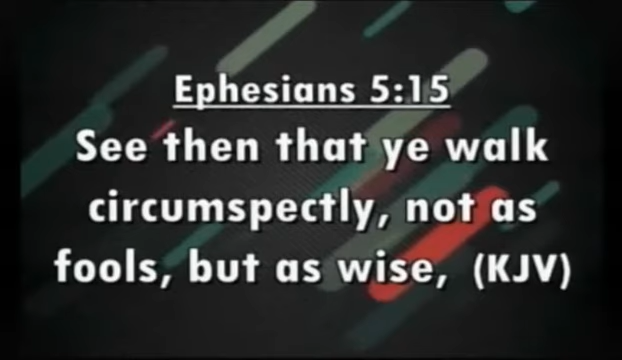 Ephesians 5:15
See then that ye walk
circumspectly, not as
fools, but as wise, (KJV)